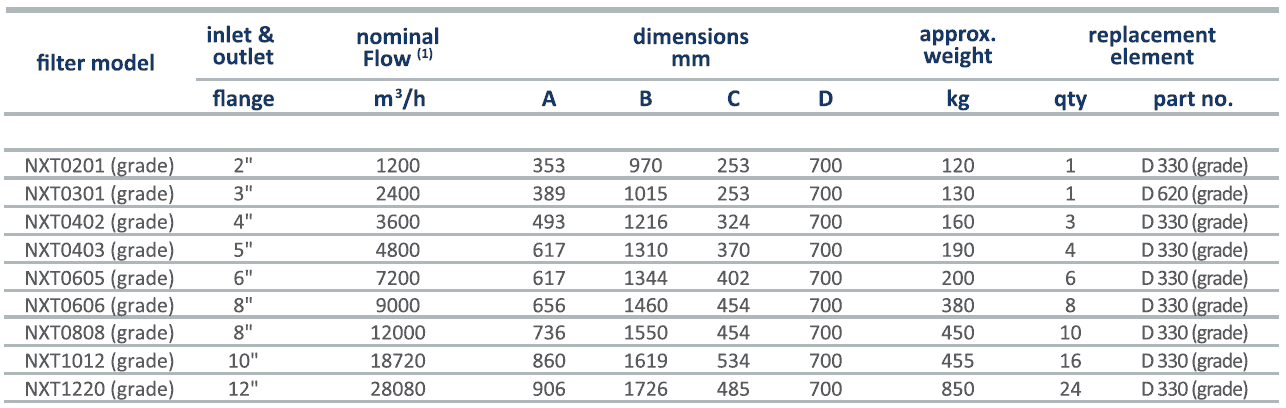 filter model inlet & outlet nominal Flow (1) dimensions mm approx. weight replacement element
flange m³/h A B C D kg qty part no.
NXT0201 (grade) 2" 1200 353 970 253 700 120 1 D 330 (grade)
NXT0301 (grade) 3" 2400 389 1015 253 700 130 1 D 620 (grade)
NXT0402 (grade) 4" 3600 493 1216 324 700 160 3 D 330 (grade)
NXT0403 (grade) 5" 4800 617 1310 370 700 190 4 D 330 (grade)
NXT0605 (grade) 6" 7200 617 1344 402 700 200 6 D 330 (grade)
NXT0606 (grade) 8" 9000 656 1460 454 700 380 8 D 330 (grade)
NXT0808 (grade) 8" 12000 736 1550 454 700 450 10 D 330 (grade)
NXT1012 (grade) 10" 18720 860 1619 534 700 455 16 D 330 (grade)
NXT1220 (grade) 12" 28080 906 1726 485 700 850 24 D 330 (grade)